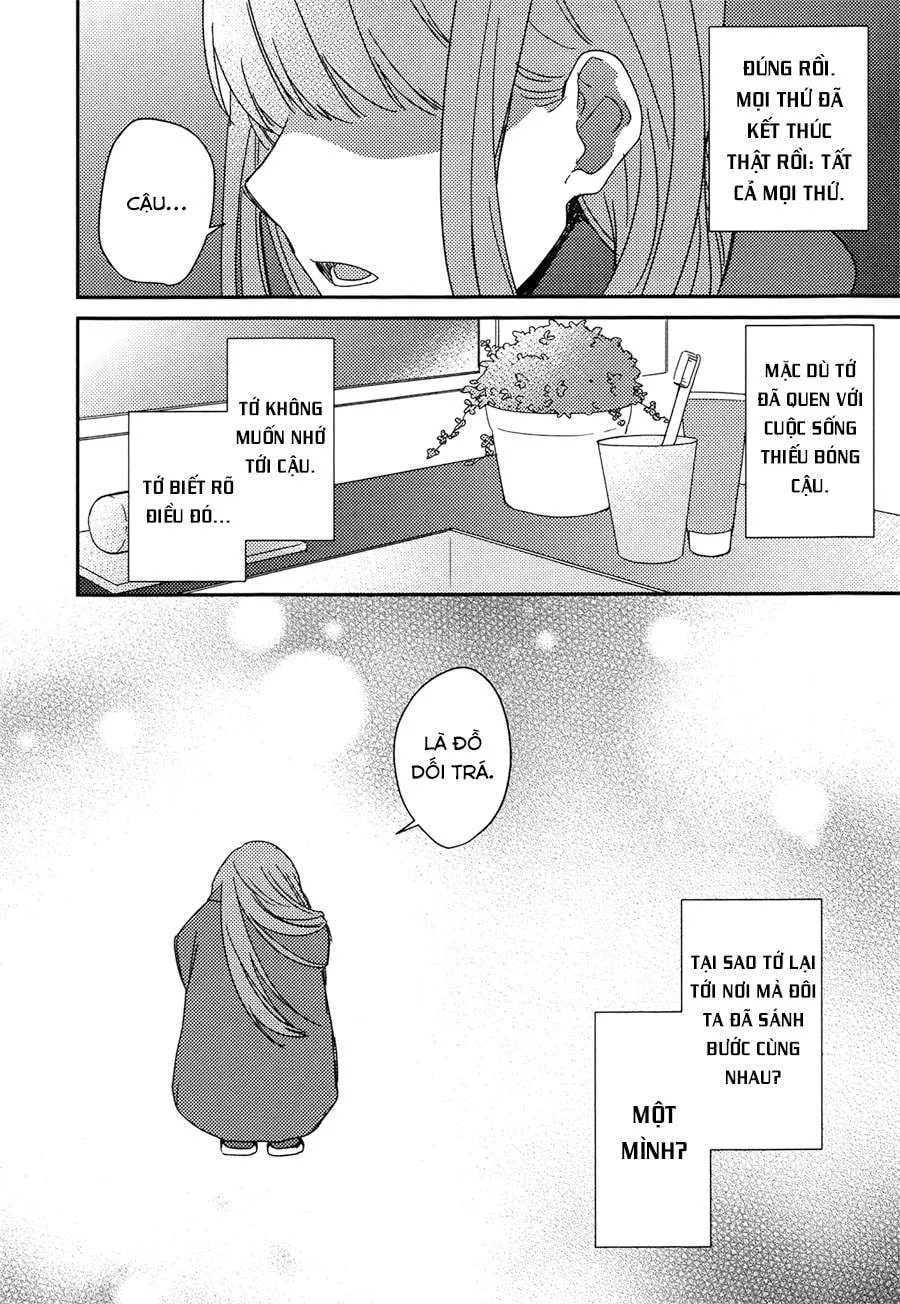 ĐÚNG RỒI.
MỌI THỨ ĐÃ
KẾT THÚC
THẬT RỒI: TẤT
CẢ MỌI THỨ.
CẬU...
MẶC DÙ TỚ
ĐÃ QUEN VỚI
CUỘC SỐNG
THIẾU BÓNG
CẬU.
TỚ KHÔNG
MUỐN NHỚ
TỚI CẬU.
TỚ BIẾT RÕ
ĐIỀU ĐÓ...
LÀ ĐỒ
DỐI TRÁ.
TẠI SAO TỚ LẠI
TỚI NƠI MÀ ĐÔI
TA ĐÃ SÁNH
BƯỚC CÙNG
NHAU?
MỘT
MÌNH?